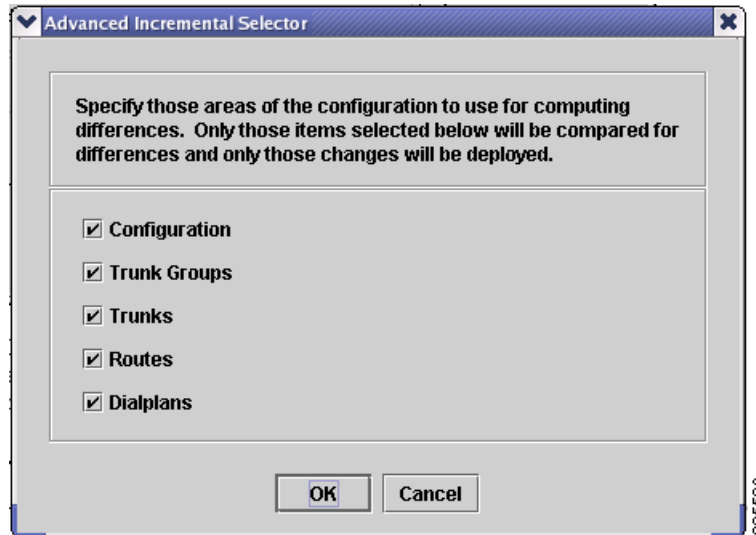 Advanced Incremental Selector
Specify those areas of the configuration to use for computing
differences. Only those items selected below will be compared for
differences and only those changes will be deployed.
Configuration
Trunk Groups
Trunks
Routes
Dialplans
OK
Cancel